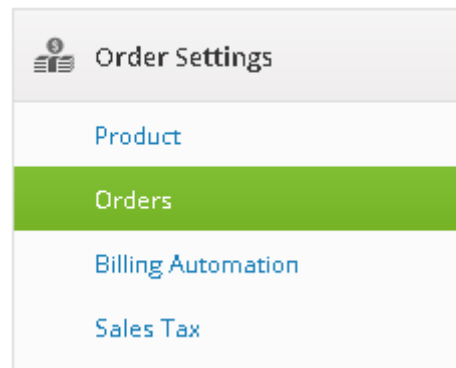 Order Settings
Product
Orders
Billing Automation
Sales Tax